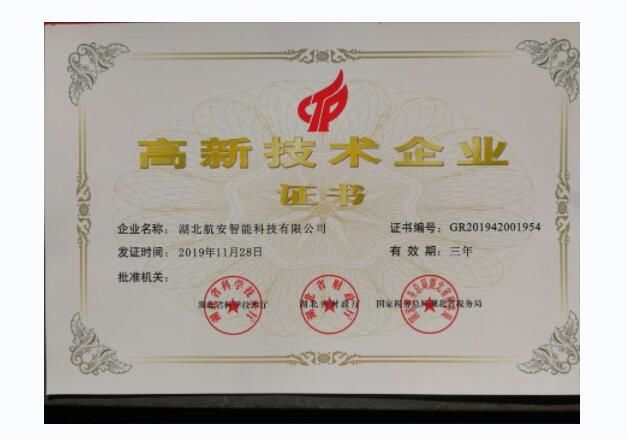 高新技术企业
证书
企业名称：湖北航安智能科技有限公司 证书编号：GR201942001954
发证时间：2019年11月28日 有 效 期：三年
批准机关：
湖北省科学技术厅 湖北省财政厅 国家税务总局湖北省税务局